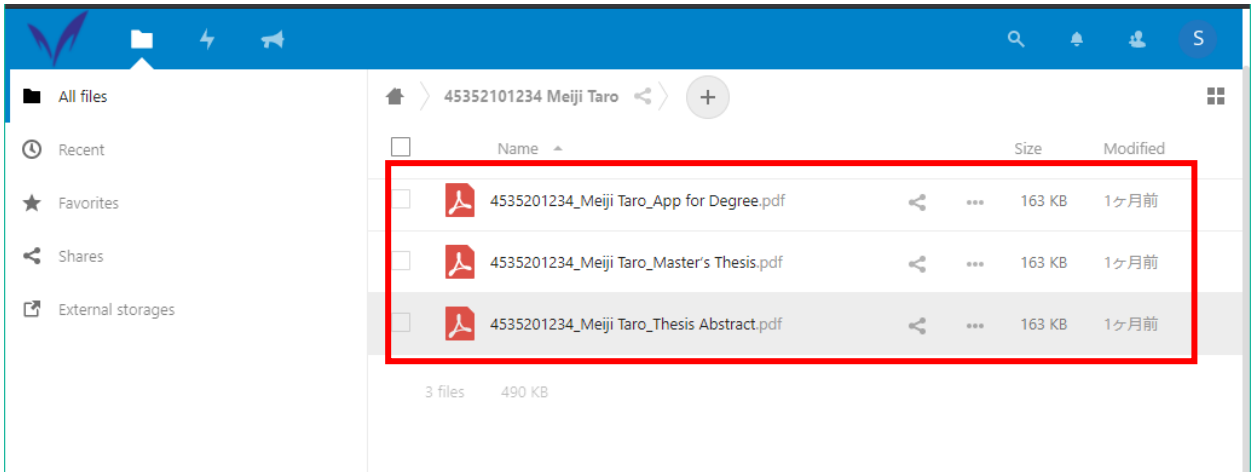 S
All files
45352101234 Meiji Taro
+
Recent
Name Size Modified
Favorites
4535201234_Meiji Taro_App for Degree.pdf ••• 163 KB 1ヶ月前
Shares
4535201234_Meiji Taro_Master's Thesis.pdf ••• 163 KB 1ヶ月前
External storages
4535201234_Meiji Taro_Thesis Abstract.pdf ••• 163 KB 1ヶ月前
3 files 490 KB